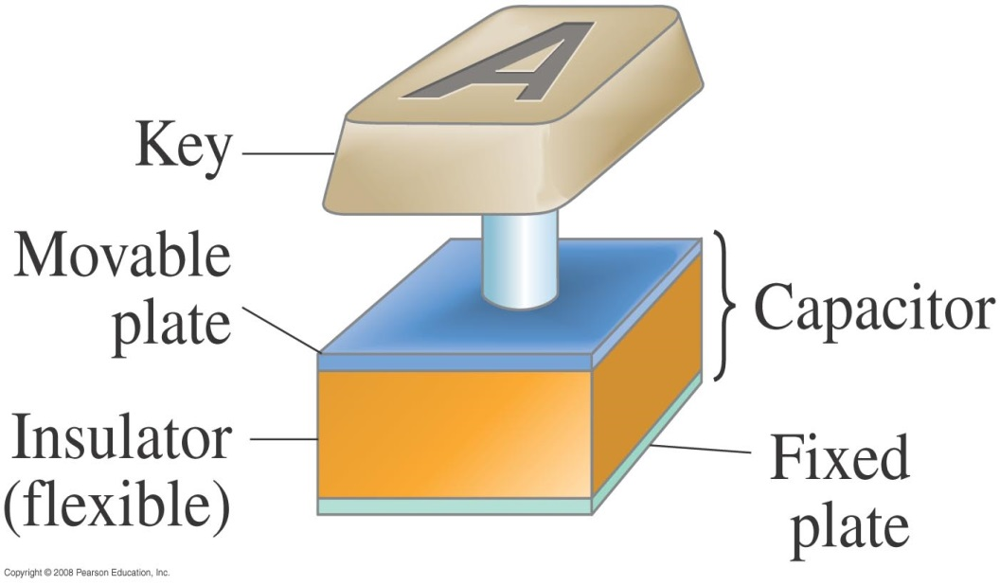 A
Key
Movable
plate
Capacitor
Insulator
(flexible)
Fixed
plate
Copyright © 2008 Pearson Education, Inc.